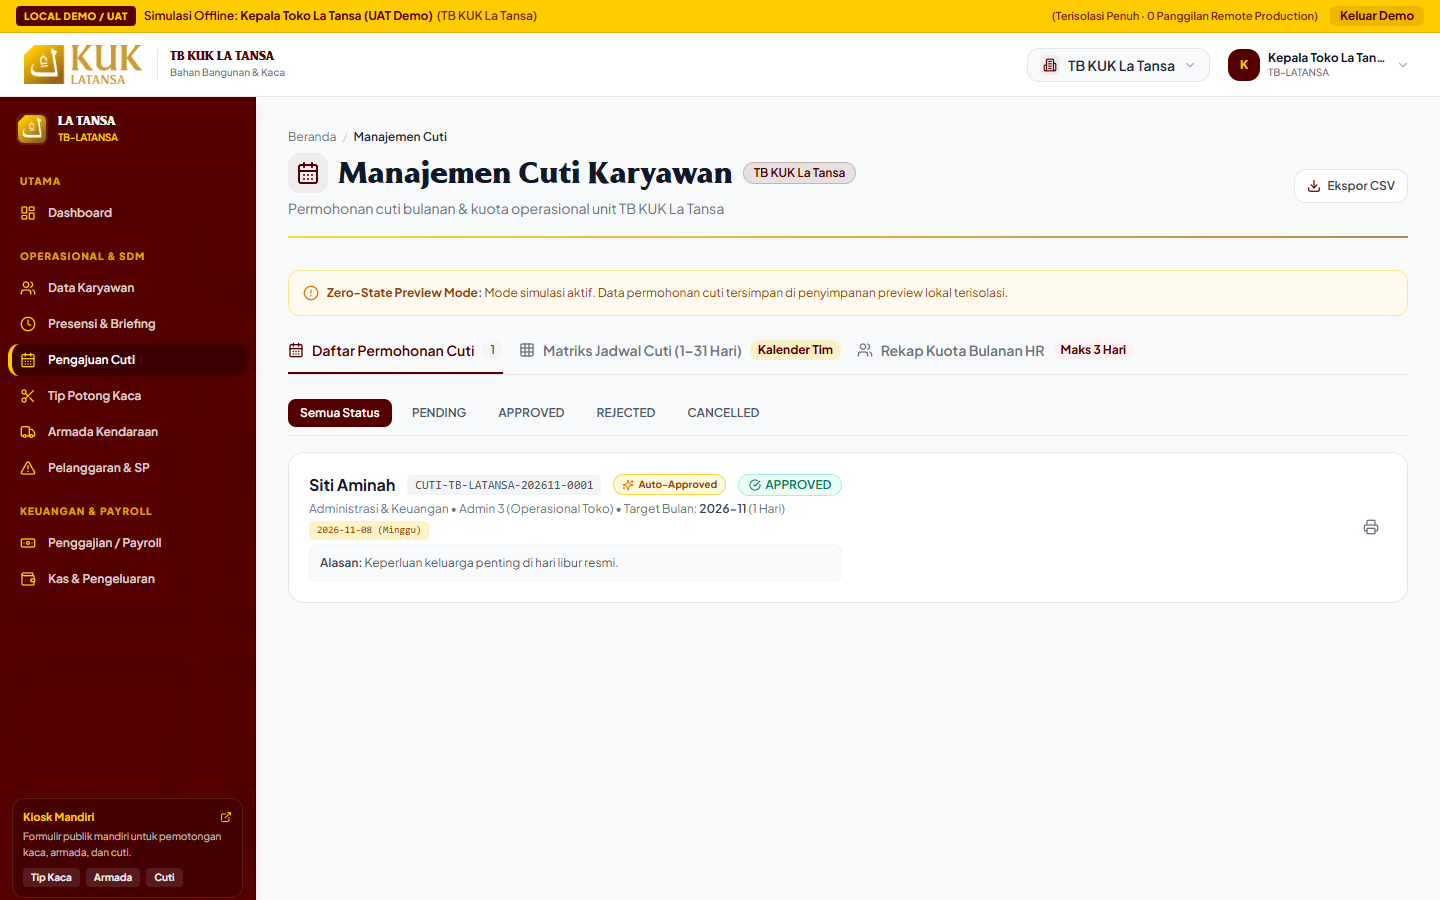 LOCAL DEMO / UAT Simulasi Offline: Kepala Toko La Tansa (UAT Demo) (TB KUK La Tansa) (Terisolasi Penuh · 0 Panggilan Remote Production) Keluar Demo
KUK LATANSA
TB KUK LA TANSA
Bahan Bangunan & Kaca
TB KUK La Tansa
K
Kepala Toko La Tan...
TB-LATANSA
LA TANSA
TB-LATANSA
UTAMA
Dashboard
OPERASIONAL & SDM
Data Karyawan
Presensi & Briefing
Pengajuan Cuti
Tip Potong Kaca
Armada Kendaraan
Pelanggaran & SP
KEUANGAN & PAYROLL
Penggajian / Payroll
Kas & Pengeluaran
Kiosk Mandiri
Formulir publik mandiri untuk pemotongan
kaca, armada, dan cuti.
Tip Kaca Armada Cuti
Beranda / Manajemen Cuti
Manajemen Cuti Karyawan TB KUK La Tansa
Permohonan cuti bulanan & kuota operasional unit TB KUK La Tansa
Ekspor CSV
Zero-State Preview Mode: Mode simulasi aktif. Data permohonan cuti tersimpan di penyimpanan preview lokal terisolasi.
Daftar Permohonan Cuti 1 Matriks Jadwal Cuti (1-31 Hari) Kalender Tim Rekap Kuota Bulanan HR Maks 3 Hari
Semua Status PENDING APPROVED REJECTED CANCELLED
Siti Aminah CUTI-TB-LATANSA-202611-0001 Auto-Approved APPROVED
Administrasi & Keuangan • Admin 3 (Operasional Toko) • Target Bulan: 2026-11 (1 Hari)
2026-11-08 (Minggu)
Alasan: Keperluan keluarga penting di hari libur resmi.